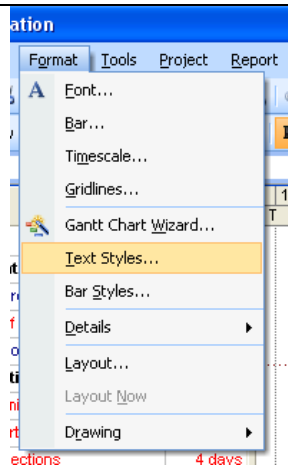 ation
Format Tools Project Report
A Font...
Bar...
Timescale...
Gridlines...
Gantt Chart Wizard...
Text Styles...
Bar Styles...
Details
Layout...
Layout Now
Drawing
ections 4 days